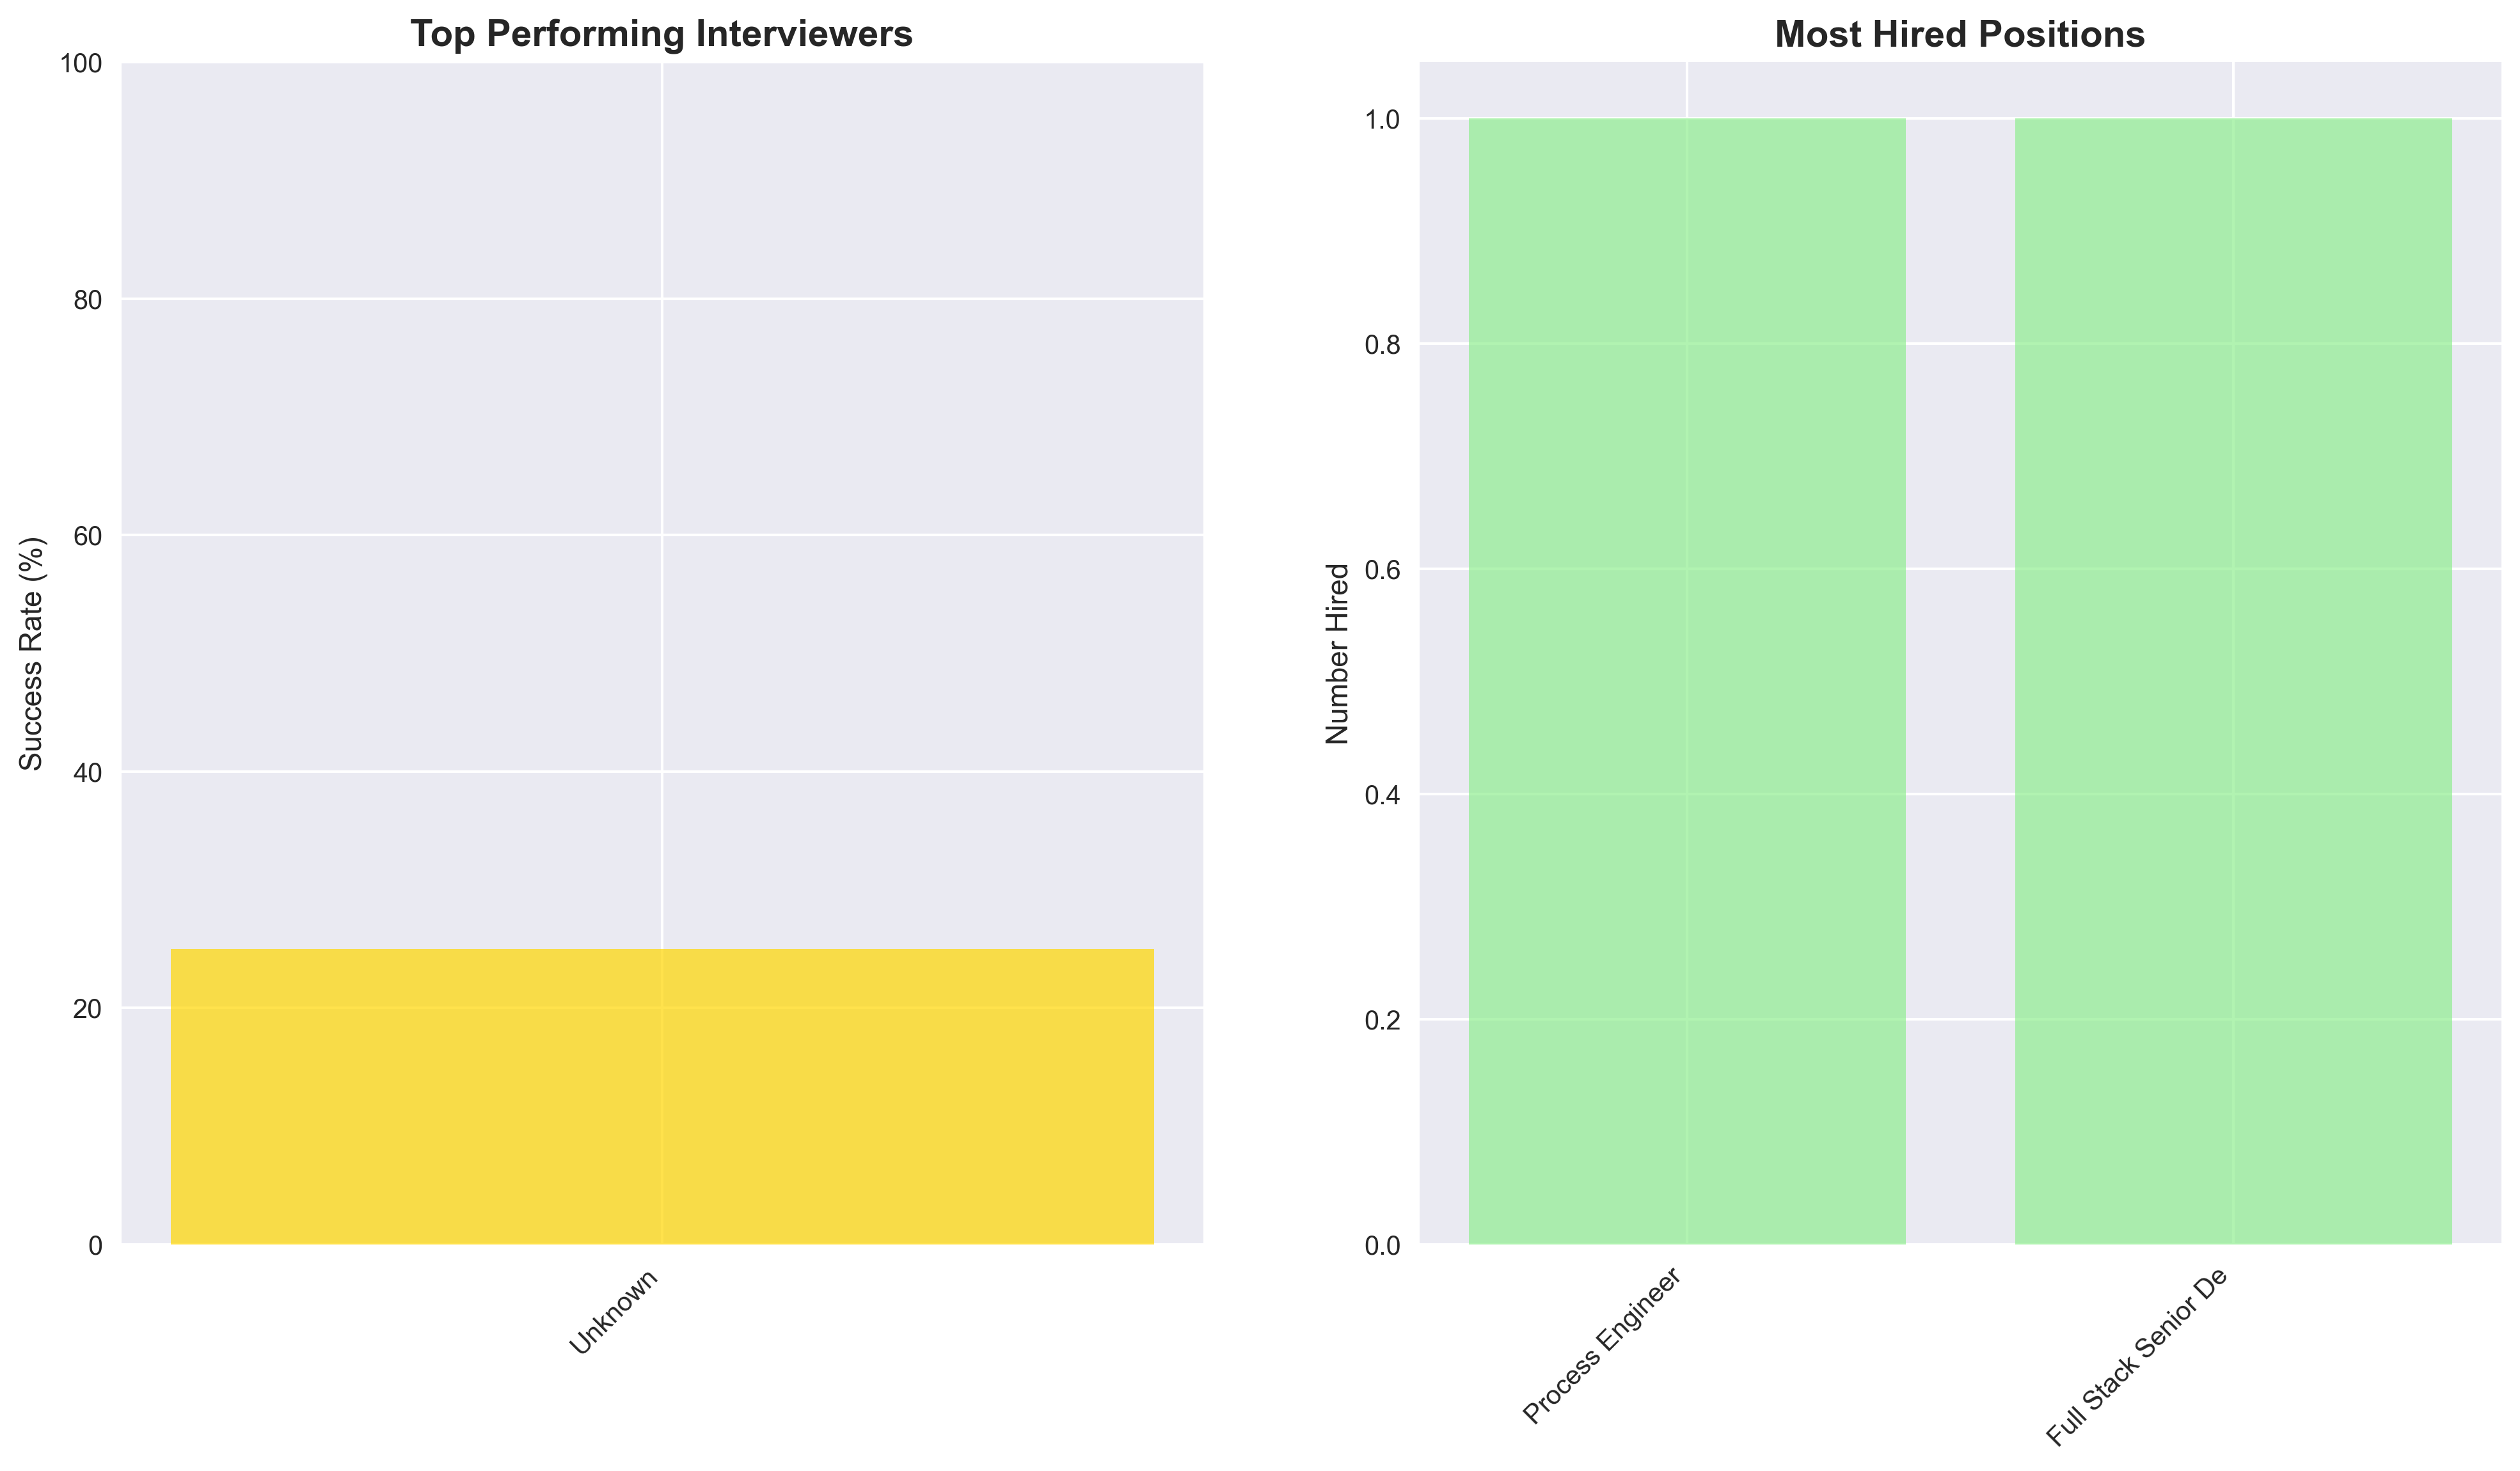 Top Performing Interviewers
Success Rate (%)
100
80
60
40
20
0
Unknown
Most Hired Positions
Number Hired
1.0
0.8
0.6
0.4
0.2
0.0
Process Engineer
Full Stack Senior De